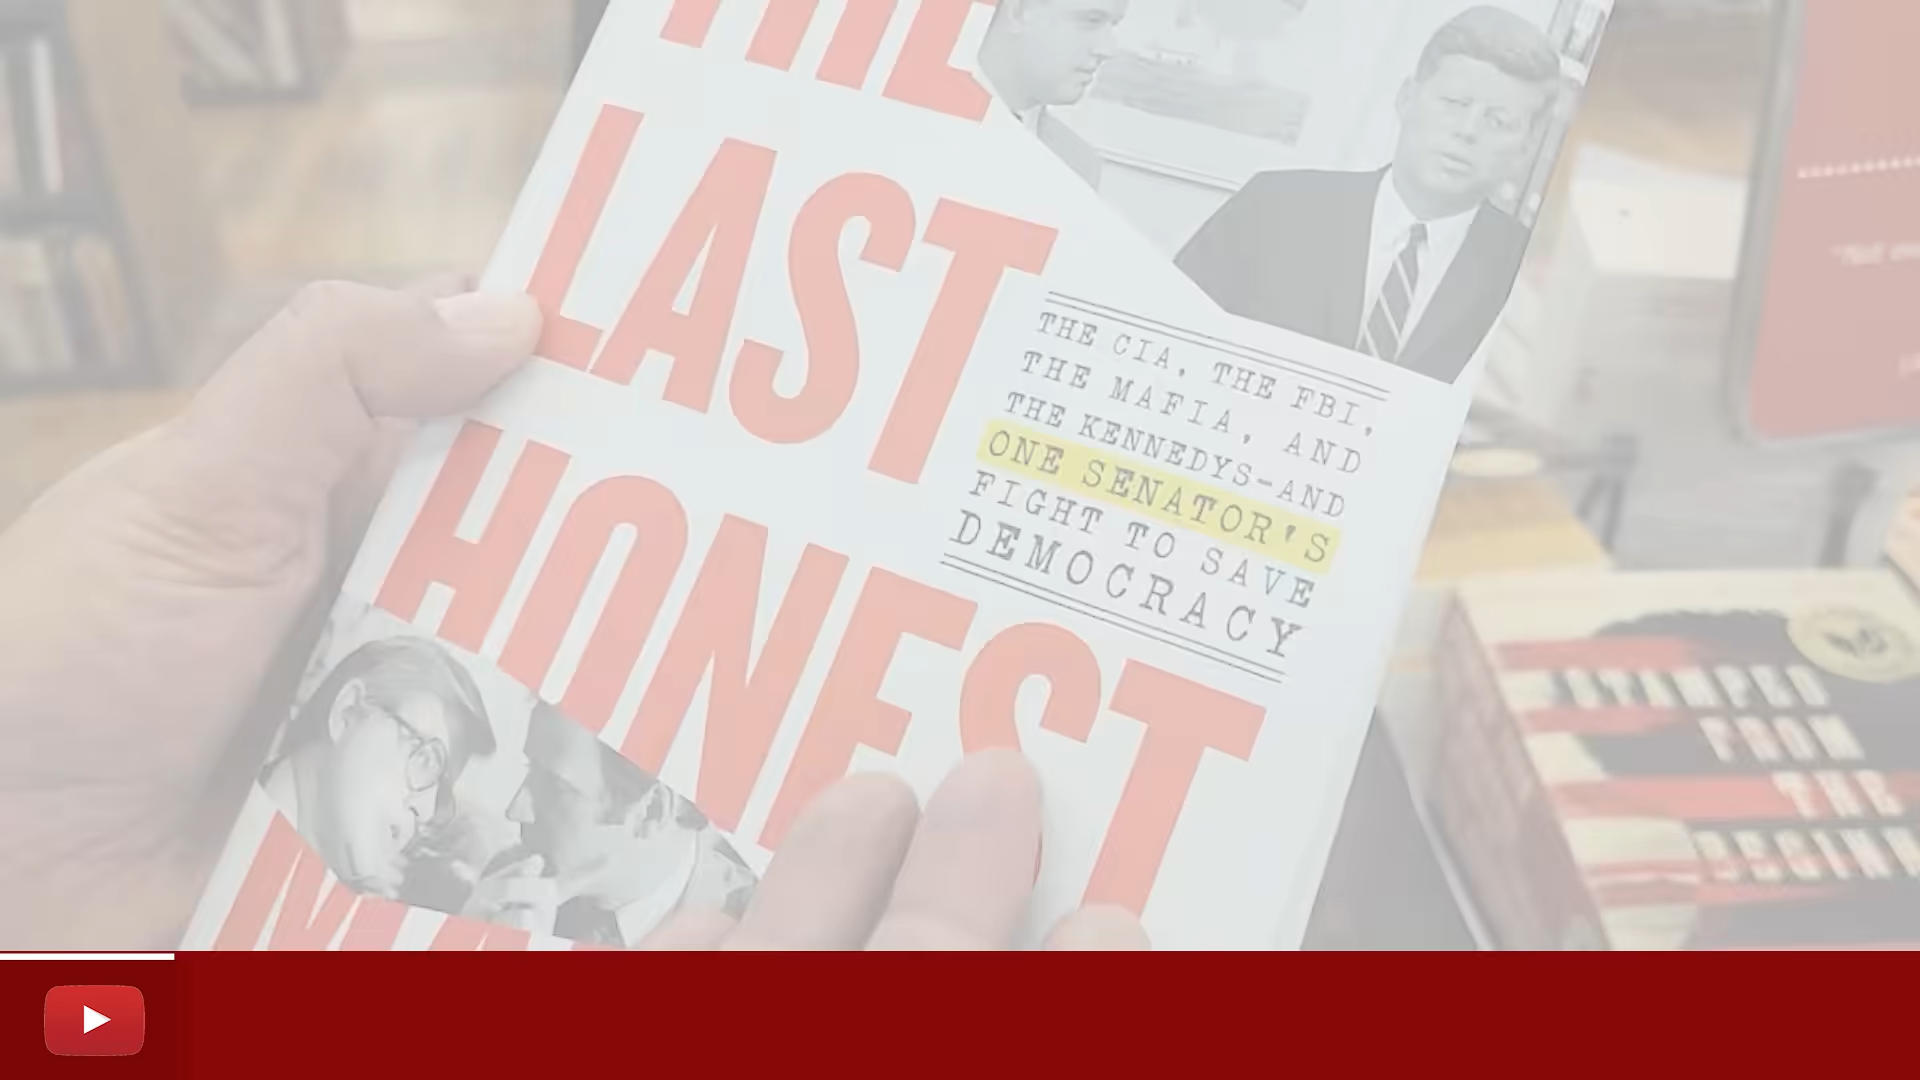 THE
LAST
HONEST
THE CIA, THE FBI,
THE MAFIA, AND
THE KENNEDYS—AND
ONE SENATOR'S
FIGHT TO SAVE
DEMOCRACY
STAMPED
FROM
THE